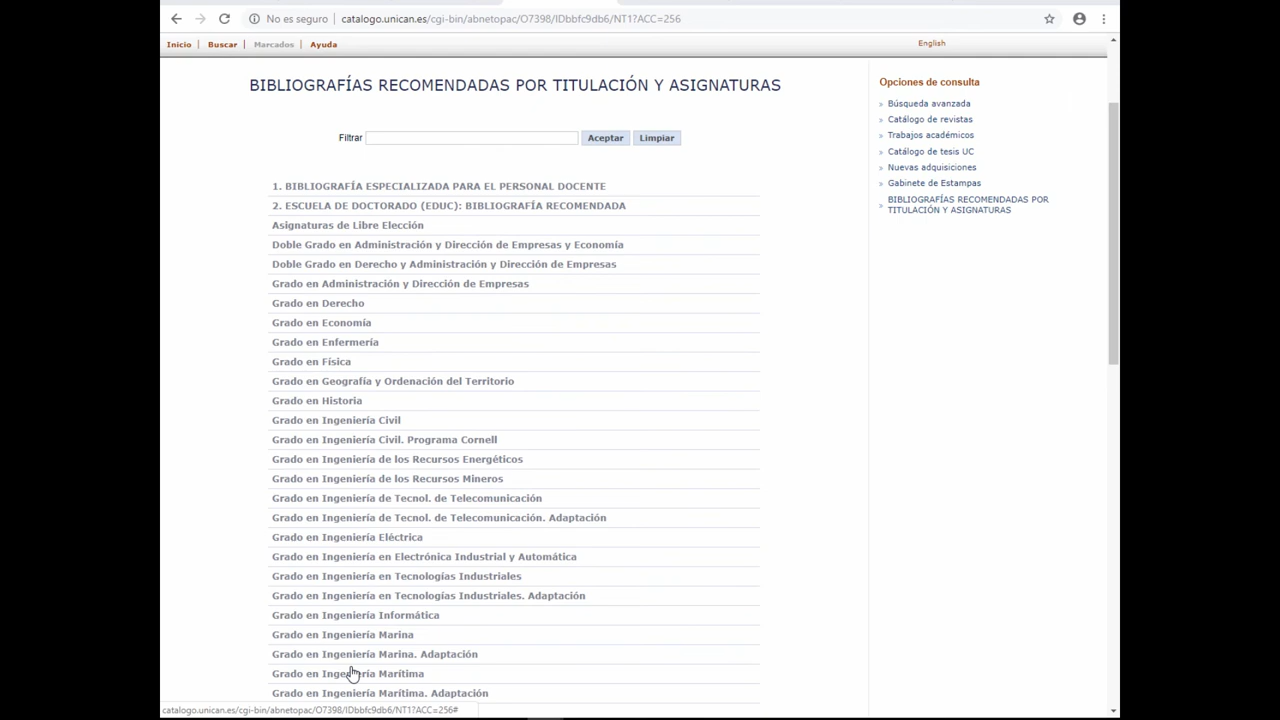 No es seguro | catalogo.unican.es/cgi-bin/abnetopac/O7398/IDbbfc9db6/NT1?ACC=256
Inicio | Buscar | Marcados | Ayuda
English
BIBLIOGRAFÍAS RECOMENDADAS POR TITULACIÓN Y ASIGNATURAS
Filtrar Aceptar Limpiar
1. BIBLIOGRAFÍA ESPECIALIZADA PARA EL PERSONAL DOCENTE
2. ESCUELA DE DOCTORADO (EDUC): BIBLIOGRAFÍA RECOMENDADA
Asignaturas de Libre Elección
Doble Grado en Administración y Dirección de Empresas y Economía
Doble Grado en Derecho y Administración y Dirección de Empresas
Grado en Administración y Dirección de Empresas
Grado en Derecho
Grado en Economía
Grado en Enfermería
Grado en Física
Grado en Geografía y Ordenación del Territorio
Grado en Historia
Grado en Ingeniería Civil
Grado en Ingeniería Civil. Programa Cornell
Grado en Ingeniería de los Recursos Energéticos
Grado en Ingeniería de los Recursos Mineros
Grado en Ingeniería de Tecnol. de Telecomunicación
Grado en Ingeniería de Tecnol. de Telecomunicación. Adaptación
Grado en Ingeniería Eléctrica
Grado en Ingeniería en Electrónica Industrial y Automática
Grado en Ingeniería en Tecnologías Industriales
Grado en Ingeniería en Tecnologías Industriales. Adaptación
Grado en Ingeniería Informática
Grado en Ingeniería Marina
Grado en Ingeniería Marina. Adaptación
Grado en Ingeniería Marítima
Grado en Ingeniería Marítima. Adaptación
Opciones de consulta
» Búsqueda avanzada
» Catálogo de revistas
» Trabajos académicos
» Catálogo de tesis UC
» Nuevas adquisiciones
» Gabinete de Estampas
» BIBLIOGRAFÍAS RECOMENDADAS POR
TITULACIÓN Y ASIGNATURAS
catalogo.unican.es/cgi-bin/abnetopac/O7398/IDbbfc9db6/NT1?ACC=256#